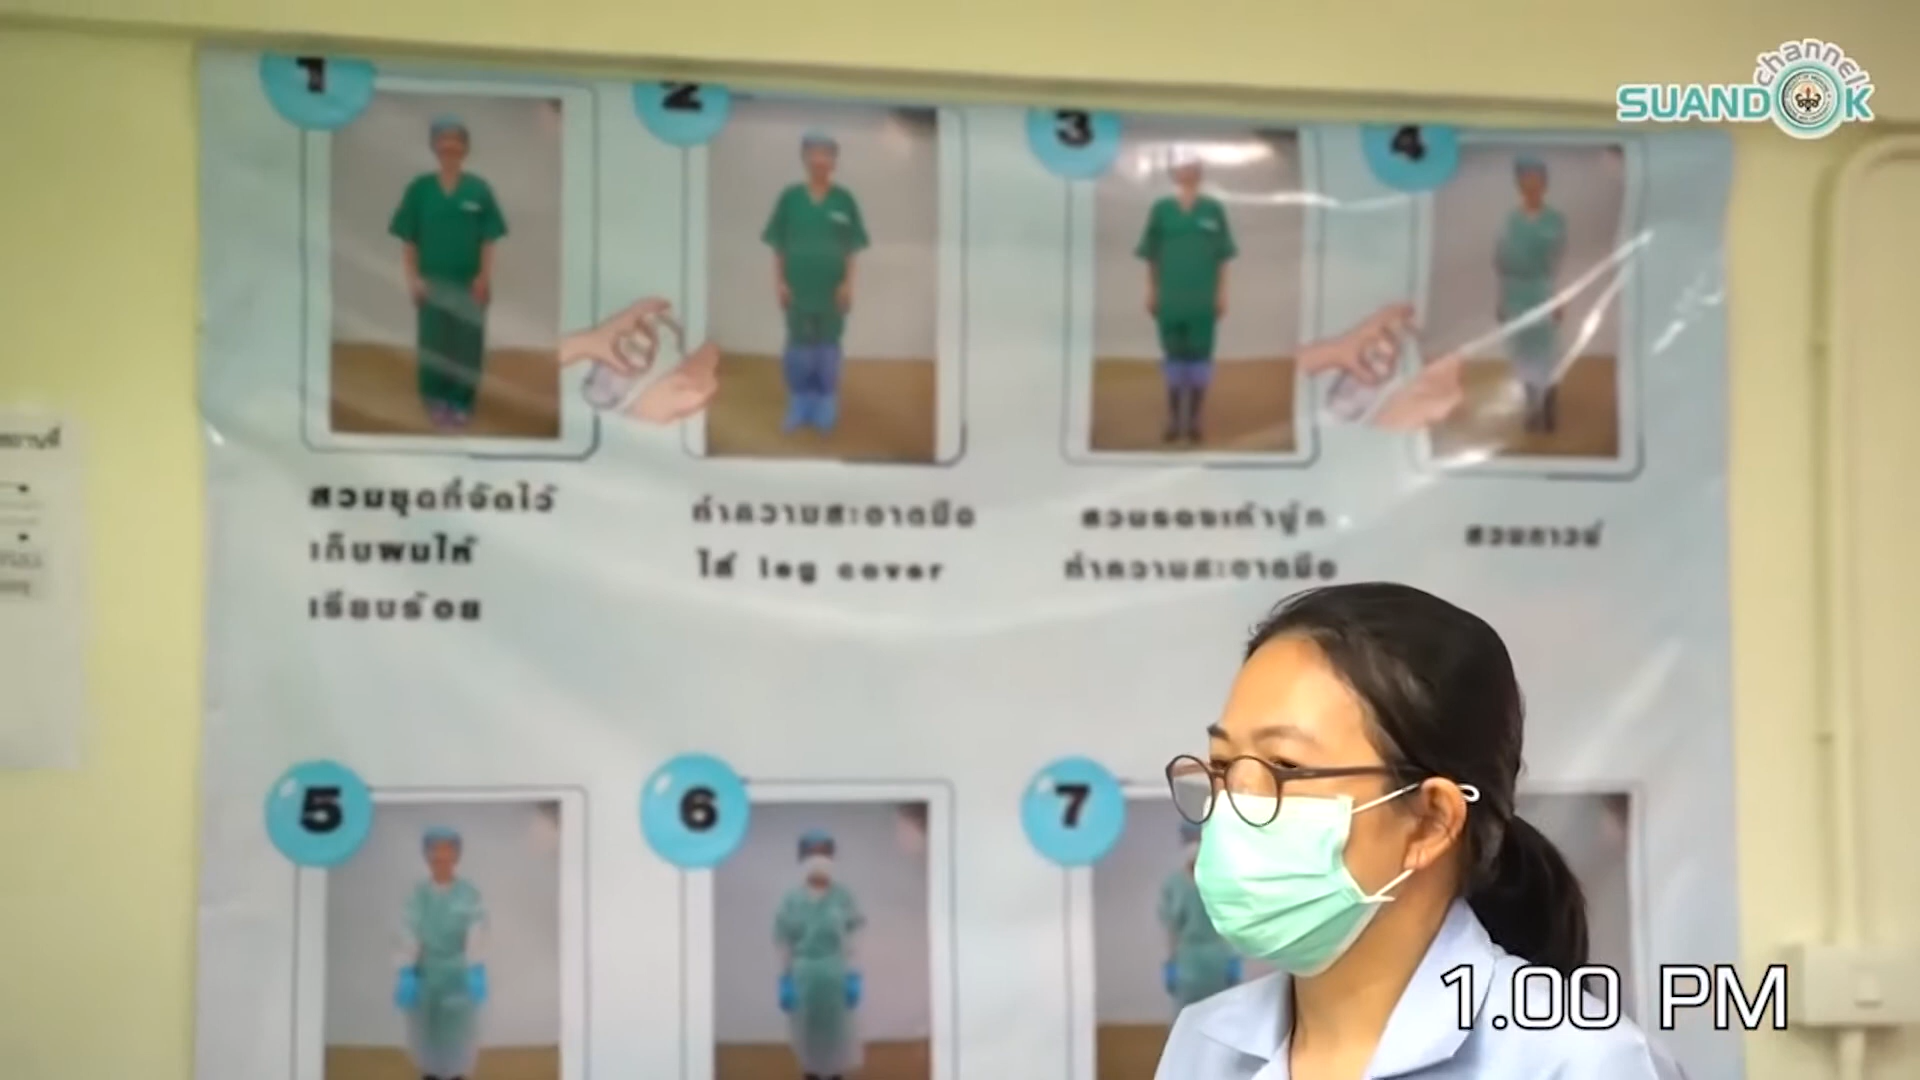 channel
SUANDOK
1
2
3
4
สวมชุดที่จัดไว้
เก็บผมให้
เรียบร้อย
ทำความสะอาดมือ
ใส่ leg cover
สวมรองเท้าบู๊ท
ทำความสะอาดมือ
สวมกาวน์
5
6
7
1.00 PM